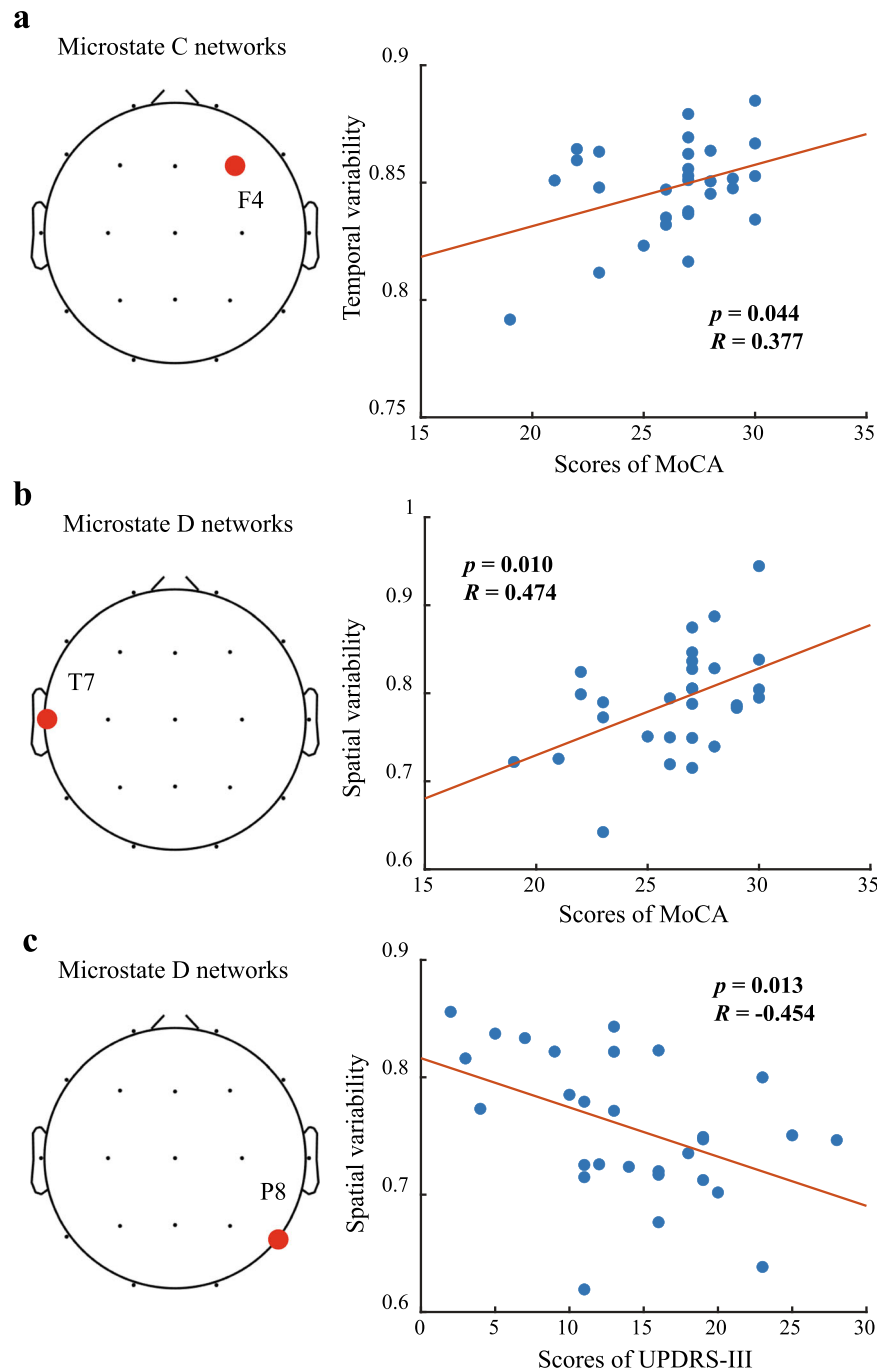 a
Microstate C networks
F4
0.9
0.85
0.8
0.75
Temporal variability
p = 0.044
R = 0.377
15 20 25 30 35
Scores of MoCA
b
Microstate D networks
T7
1
0.9
0.8
0.7
0.6
Spatial variability
p = 0.010
R = 0.474
15 20 25 30 35
Scores of MoCA
c
Microstate D networks
P8
0.9
0.8
0.7
0.6
Spatial variability
p = 0.013
R = -0.454
0 5 10 15 20 25 30
Scores of UPDRS-III